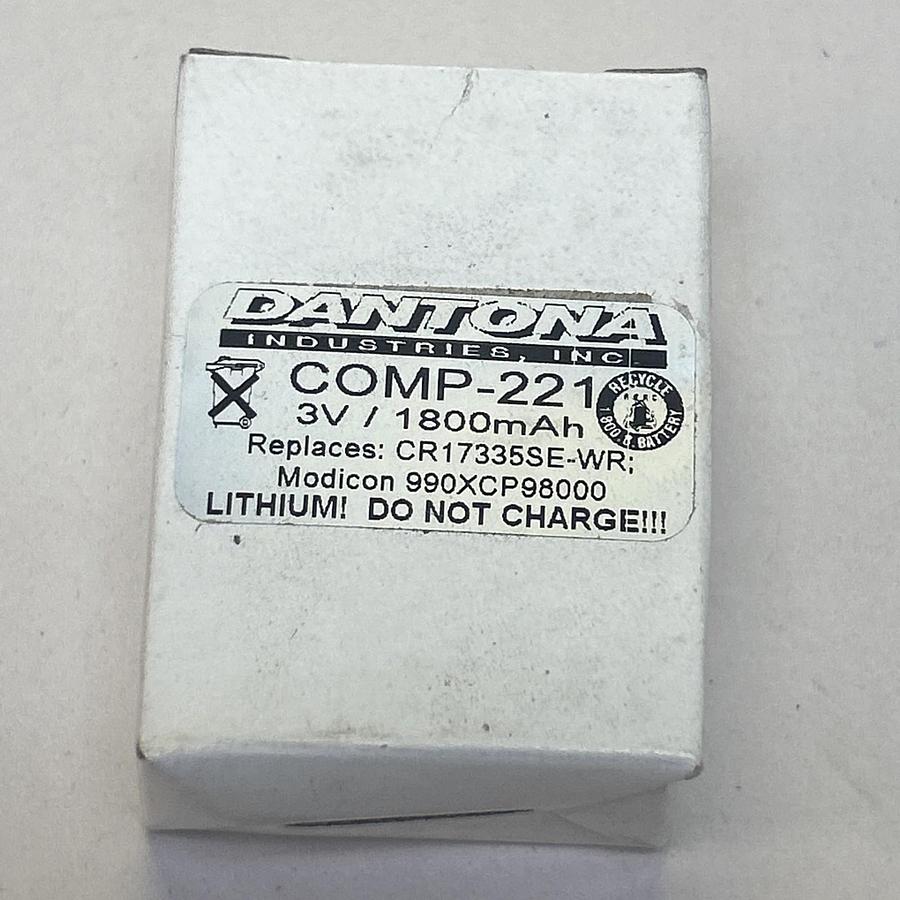 DANTONA
INDUSTRIES, INC
COMP-221
3V / 1800mAh
Replaces: CR17335SE-WR;
Modicon 990XCP98000
LITHIUM!  DO NOT CHARGE!!!
RECYCLE
RBRC
1·800·8·BATTERY